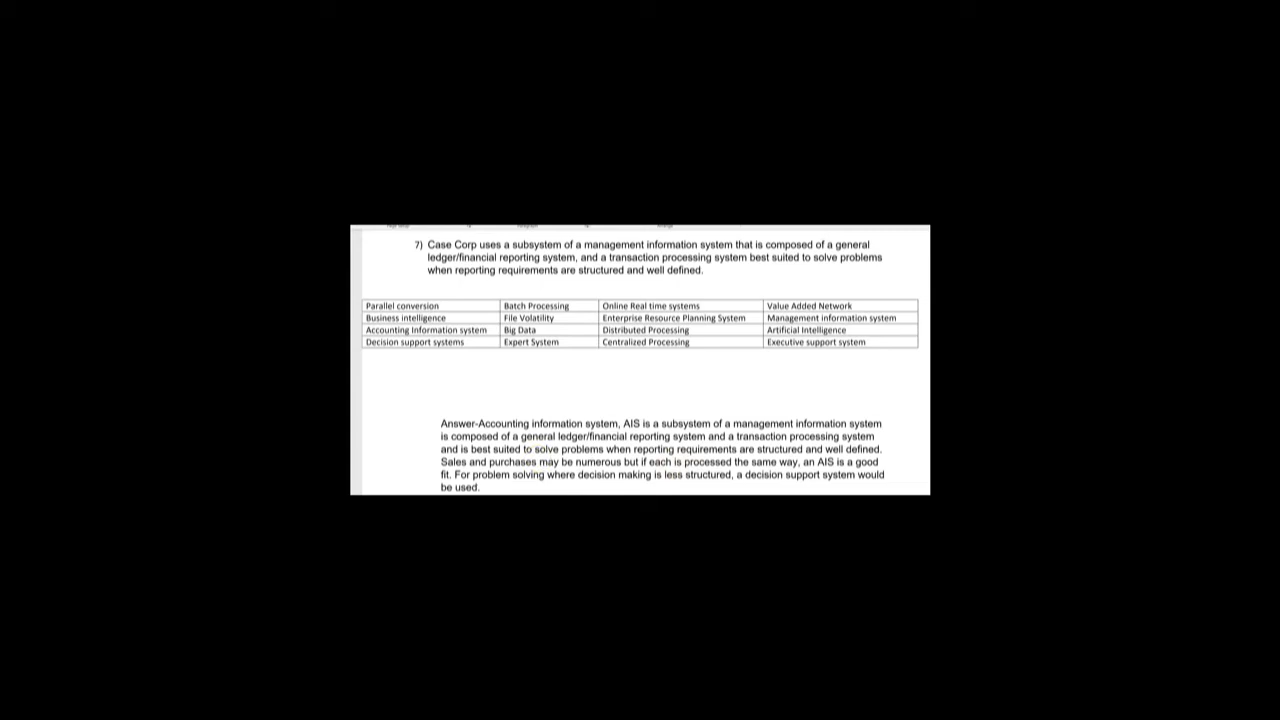 7) Case Corp uses a subsystem of a management information system that is composed of a general
ledger/financial reporting system, and a transaction processing system best suited to solve problems
when reporting requirements are structured and well defined.
Parallel conversion Batch Processing Online Real time systems Value Added Network
Business intelligence File Volatility Enterprise Resource Planning System Management information system
Accounting Information system Big Data Distributed Processing Artificial Intelligence
Decision support systems Expert System Centralized Processing Executive support system
Answer-Accounting information system, AIS is a subsystem of a management information system
is composed of a general ledger/financial reporting system and a transaction processing system
and is best suited to solve problems when reporting requirements are structured and well defined.
Sales and purchases may be numerous but if each is processed the same way, an AIS is a good
fit. For problem solving where decision making is less structured, a decision support system would
be used.